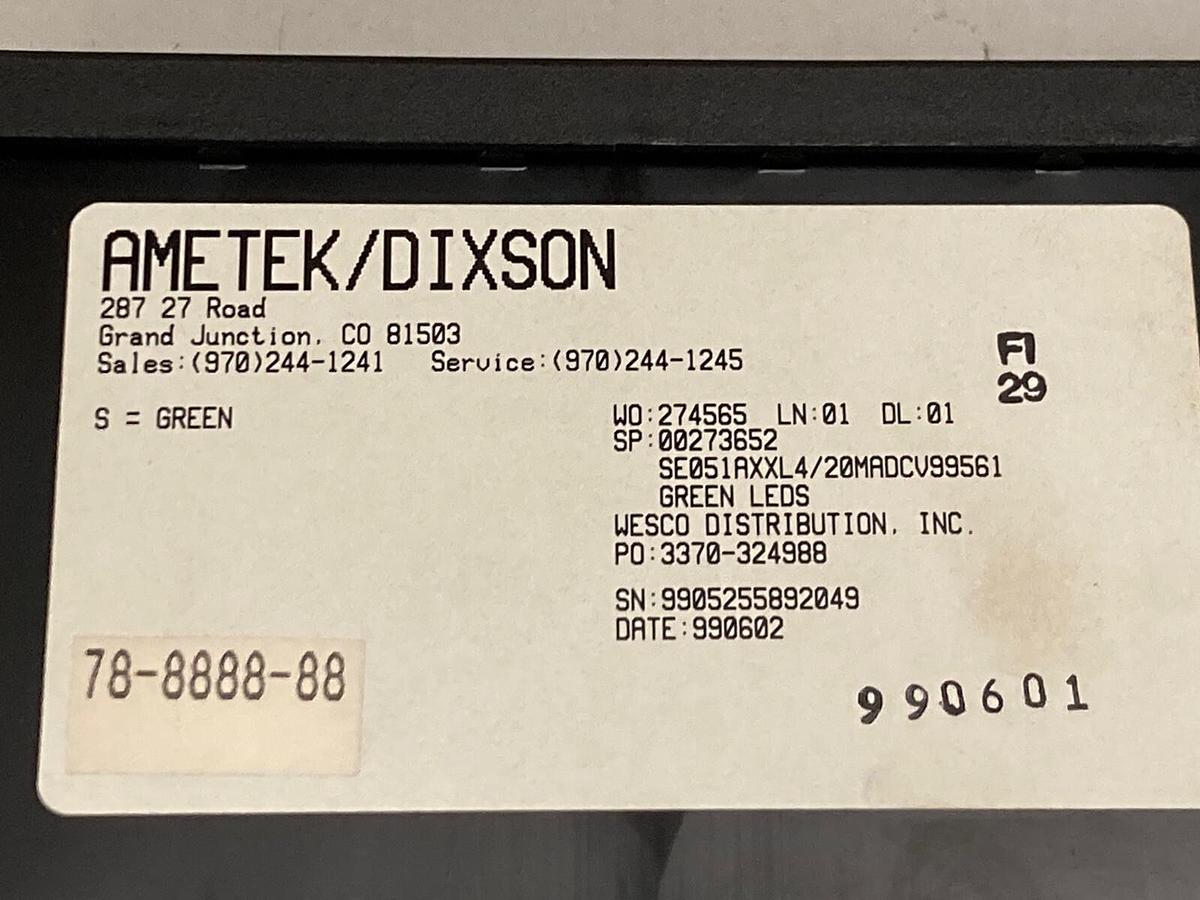 AMETEK/DIXSON
287 27 Road
Grand Junction, CO 81503
Sales:(970)244-1241 Service:(970)244-1245
FI
29
S = GREEN
WO:274565 LN:01 DL:01
SP:00273652
SE051AXXL4/20MADCV99561
GREEN LEDS
WESCO DISTRIBUTION, INC.
PO:3370-324988
SN:9905255892049
DATE:990602
78-8888-88
990601